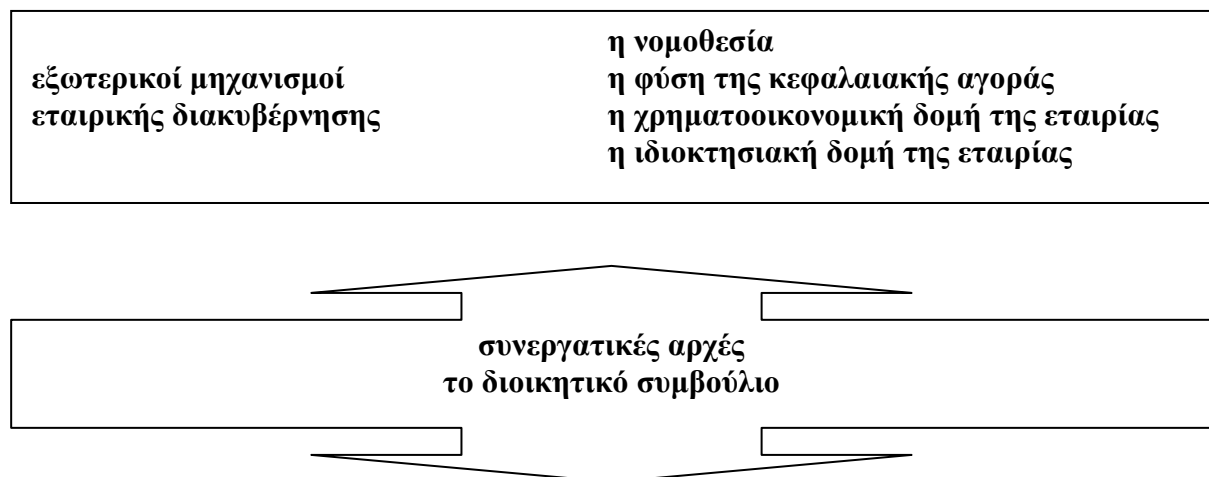 εξωτερικοί μηχανισμοί
εταιρικής διακυβέρνησης
η νομοθεσία
η φύση της κεφαλαιακής αγοράς
η χρηματοοικονομική δομή της εταιρίας
η ιδιοκτησιακή δομή της εταιρίας
συνεργατικές αρχές
το διοικητικό συμβούλιο